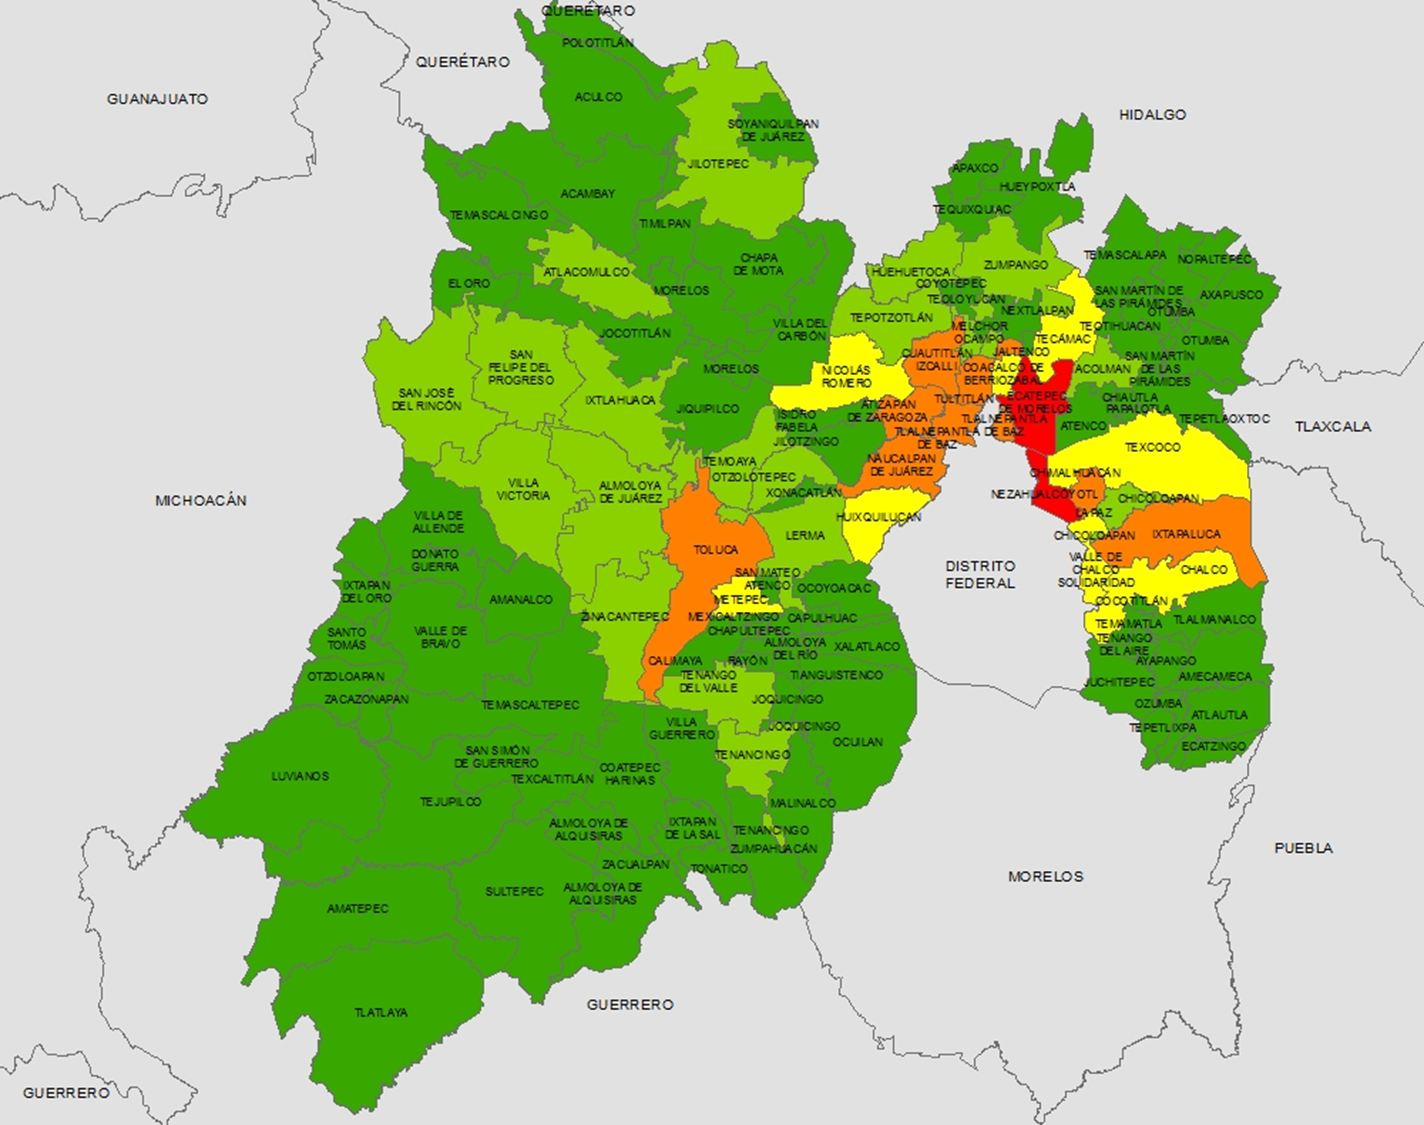 QUERÉTARO
POLOTITLÁN
QUERÉTARO
GUANAJUATO
ACULCO
HIDALGO
SOYANIQUILPAN
DE JUÁREZ
JILOTEPEC
APAXCO
HUEYPOXTLA
ACAMBAY
TEMASCALCINGO
TIMILPAN
TEQUIXQUIAC
CHAPA
DE MOTA
TEMASCALAPA
NOPALTEPEC
ATLACOMULCO
HUEHUETOCA
ZUMPANGO
EL ORO
MORELOS
COYOTEPEC
TEOLOYUCAN
SAN MARTÍN DE
LAS PIRÁMIDES
AXAPUSCO
OTUMBA
NEXTLALPAN
TEPOTZOTLÁN
JOCOTITLÁN
VILLA DEL
CARBÓN
MELCHOR
OCAMPO
TEOTIHUACAN
TECÁMAC
OTUMBA
SAN
FELIPE DEL
PROGRESO
MORELOS
NICOLÁS
ROMERO
CUAUTITLÁN
IZCALLI
JALTENCO
COACALCO DE
BERRIOZÁBAL
ACOLMAN
SAN MARTÍN
DE LAS
PIRÁMIDES
SAN JOSÉ
DEL RINCÓN
IXTLAHUACA
JIQUIPILCO
ISIDRO
FABELA
JILOTZINGO
ATIZAPAN
DE ZARAGOZA
TULTITLÁN
ECATEPEC
DE MORELOS
CHIAUTLA
PAPALOTLA
TEPETLAOXTOC
TLALNEPANTLA
DE BAZ
TLALNEPANTLA
DE BAZ
ATENCO
TLAXCALA
TEXCOCO
TEMOAYA
OTZOLOTEPEC
NAUCALPAN
DE JUÁREZ
CHIMALHUACÁN
MICHOACÁN
VILLA
VICTORIA
ALMOLOYA
DE JUÁREZ
XONACATLÁN
NEZAHUALCOYOTL
CHICOLOAPAN
LA PAZ
VILLA DE
ALLENDE
HUIXQUILUCAN
TOLUCA
LERMA
CHICOLOAPAN
IXTAPALUCA
DONATO
GUERRA
VALLE DE
CHALCO
SOLIDARIDAD
CHALCO
DISTRITO
FEDERAL
IXTAPAN
DEL ORO
AMANALCO
SAN MATEO
ATENCO
OCOYOACAC
METEPEC
COCOTITLÁN
ZINACANTEPEC
MEXICALTZINGO
CAPULHUAC
TEMAMATLA
TLALMANALCO
SANTO
TOMÁS
VALLE DE
BRAVO
CHAPULTEPEC
ALMOLOYA
DEL RÍO
XALATLACO
TENANGO
DEL AIRE
CALIMAYA
RAYÓN
AYAPANGO
OTZOLOAPAN
TENANGO
DEL VALLE
TIANGUISTENCO
JUCHITEPEC
AMECAMECA
ZACAZONAPAN
TEMASCALTEPEC
JOQUICINGO
OZUMBA
ATLAUTLA
VILLA
GUERRERO
JOQUICINGO
TEPETLIXPA
OCUILAN
ECATZINGO
SAN SIMÓN
DE GUERRERO
TENANCINGO
LUVIANOS
TEXCALTITLÁN
COATEPEC
HARINAS
TEJUPILCO
MALINALCO
ALMOLOYA DE
ALQUISIRAS
IXTAPAN
DE LA SAL
TENANCINGO
ZUMPAHUACÁN
PUEBLA
ZACUALPAN
TONATICO
MORELOS
SULTEPEC
ALMOLOYA DE
ALQUISIRAS
AMATEPEC
GUERRERO
TLATLAYA
GUERRERO